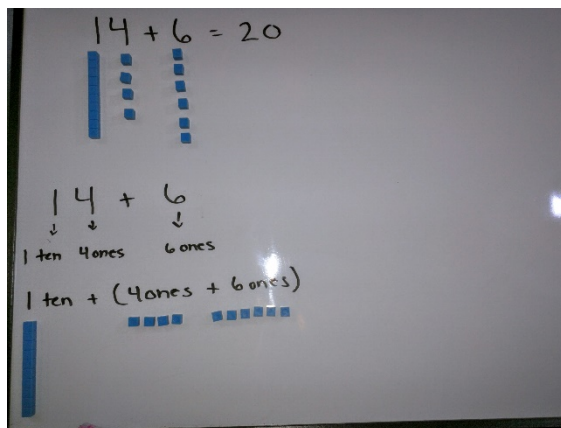 14 + 6 = 20
14 + 6
↓ ↓ ↓
1 ten 4 ones 6 ones
1 ten + (4 ones + 6 ones)